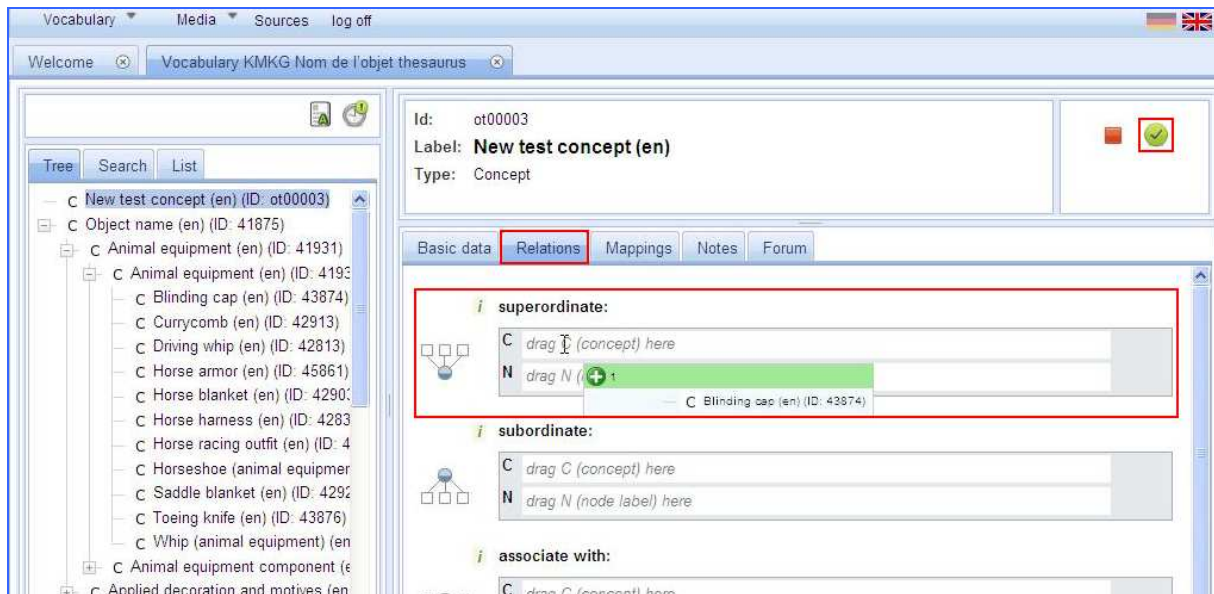 Vocabulary Media Sources log off
Welcome Vocabulary KMKG Nom de l'objet thesaurus
Tree Search List
C New test concept (en) (ID: ot00003)
C Object name (en) (ID: 41875)
C Animal equipment (en) (ID: 41931)
C Animal equipment (en) (ID: 4193
C Blinding cap (en) (ID: 43874)
C Currycomb (en) (ID: 42913)
C Driving whip (en) (ID: 42813)
C Horse armor (en) (ID: 45861)
C Horse blanket (en) (ID: 42903
C Horse harness (en) (ID: 4283
C Horse racing outfit (en) (ID: 4
C Horseshoe (animal equipmen
C Saddle blanket (en) (ID: 4292
C Toeing knife (en) (ID: 43876)
C Whip (animal equipment) (en
C Animal equipment component (e
C Applied decoration and motives (en
Id: ot00003
Label: New test concept (en)
Type: Concept
Basic data Relations Mappings Notes Forum
i superordinate:
C drag C (concept) here
N drag N (
1
C Blinding cap (en) (ID: 43874)
i subordinate:
C drag C (concept) here
N drag N (node label) here
i associate with:
C drag C (concept) here